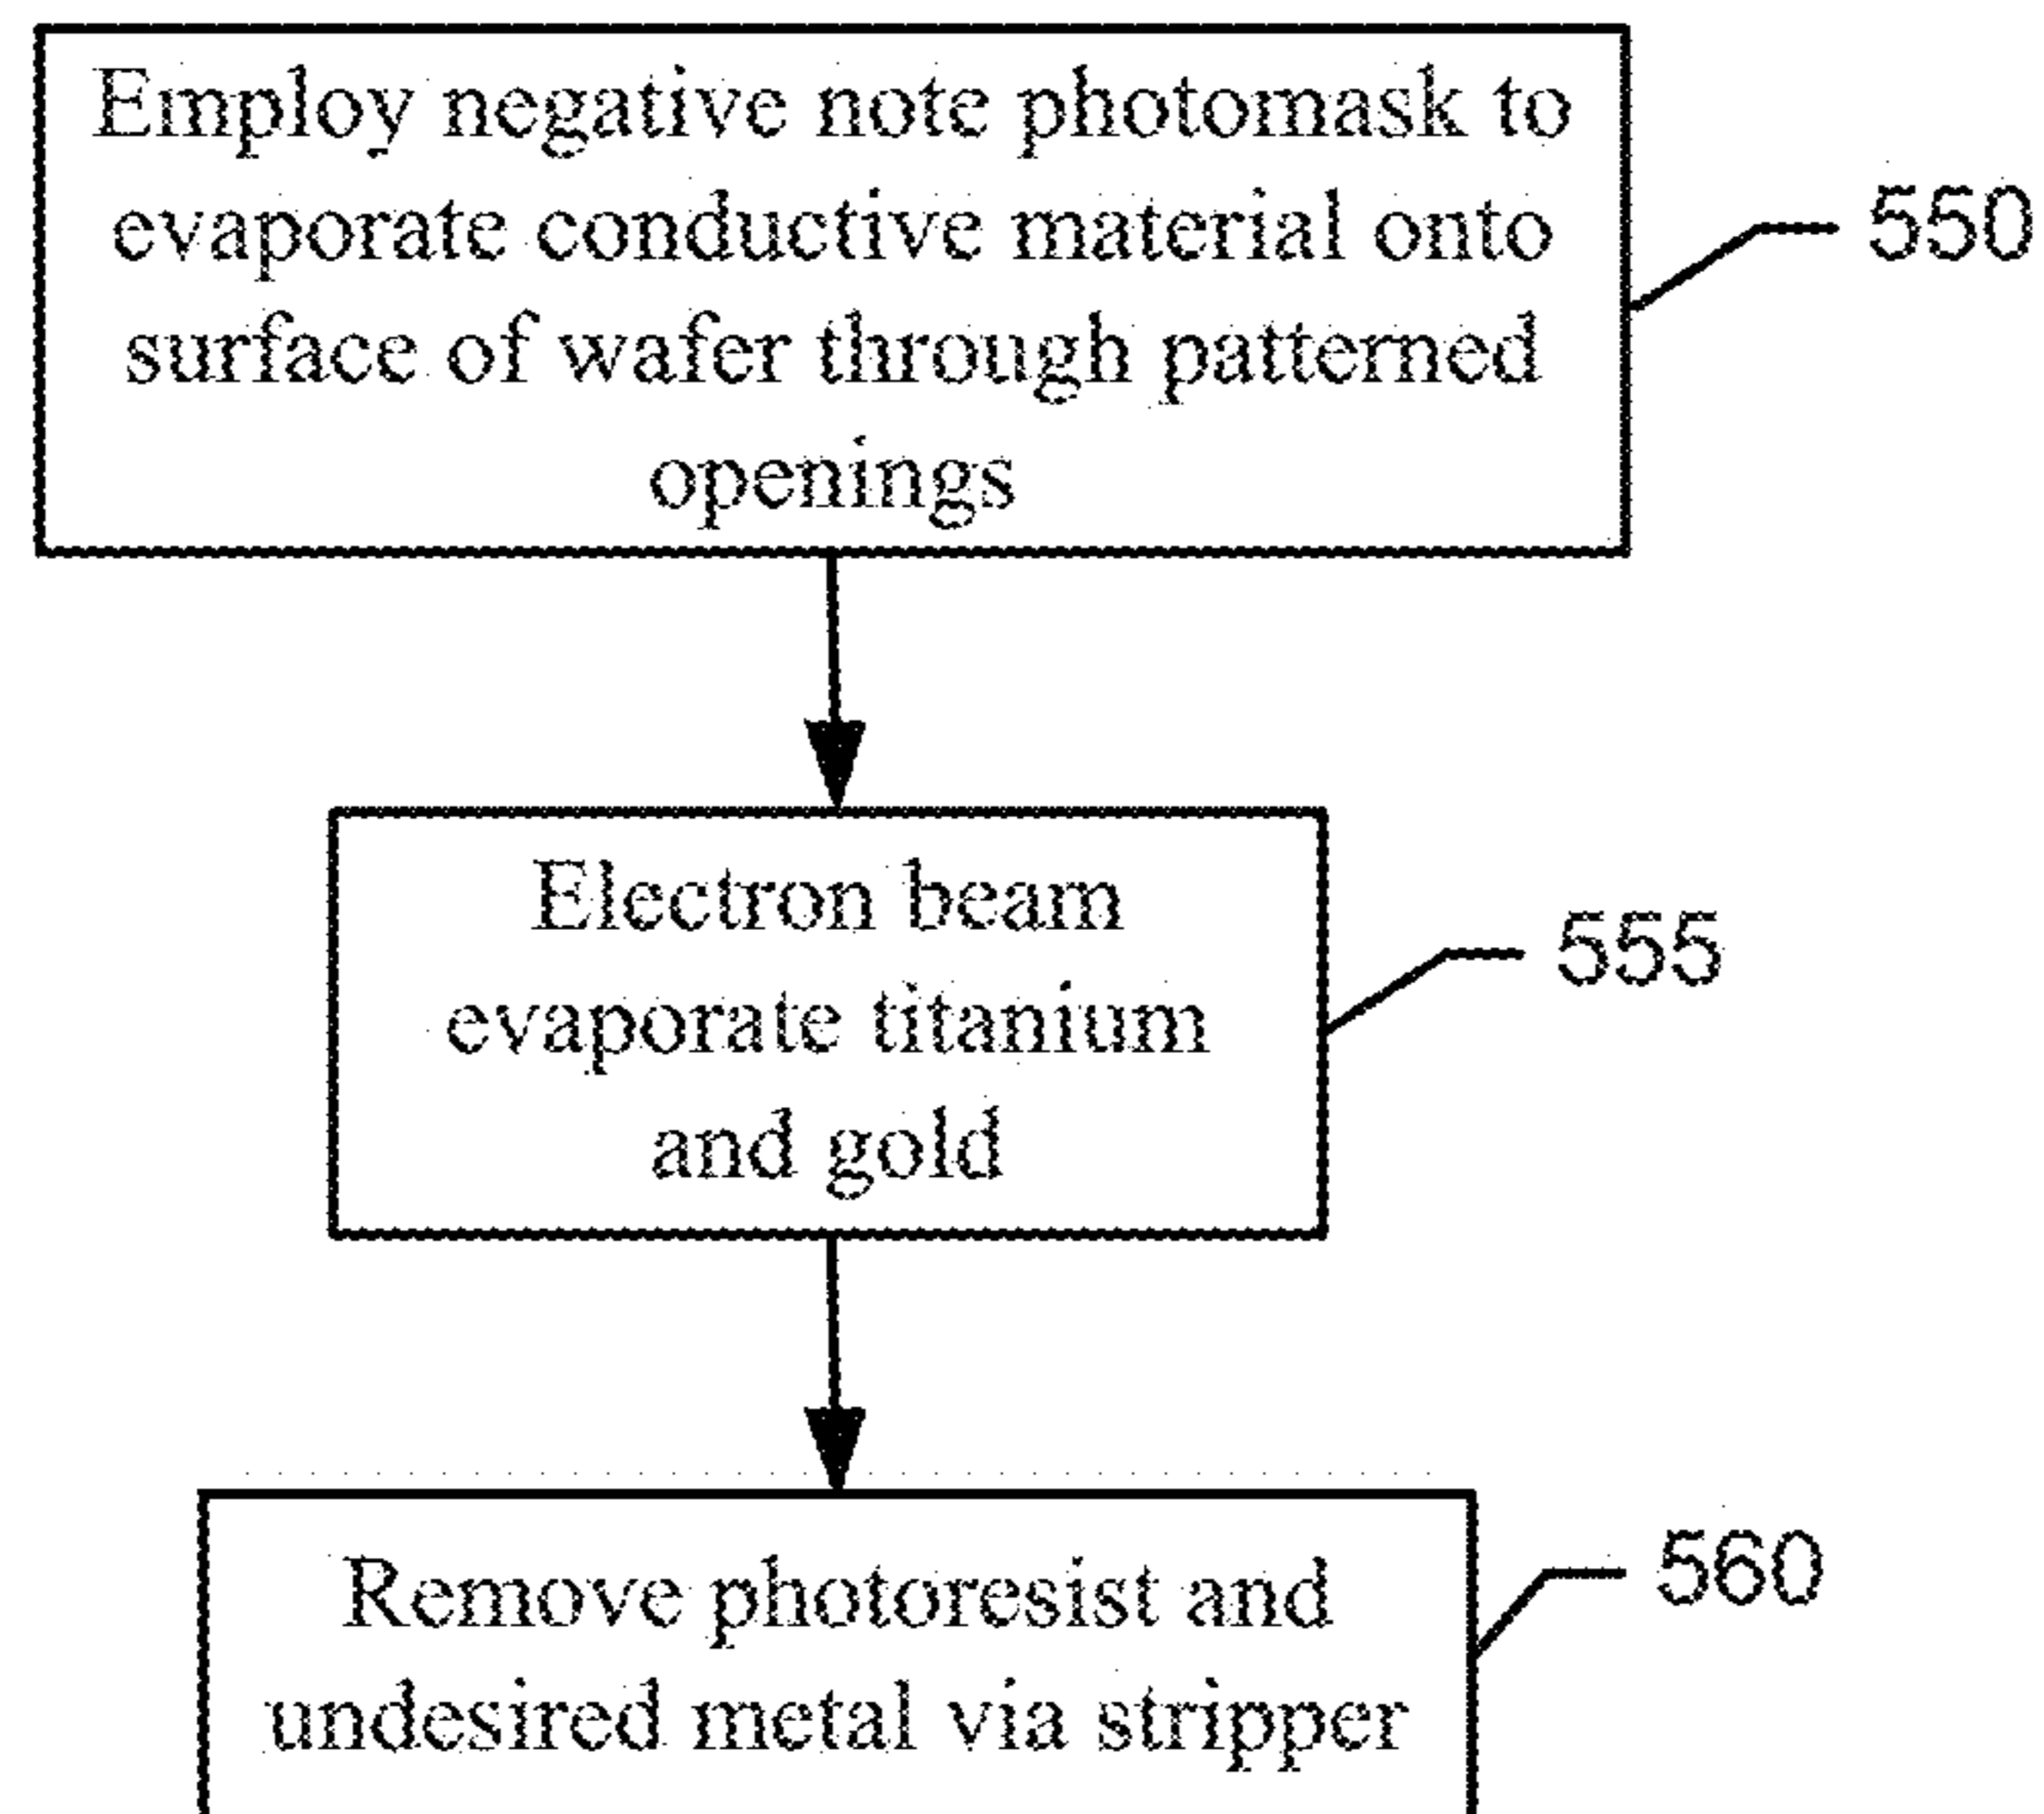 Employ negative note photomask to
evaporate conductive material onto
surface of wafer through patterned
openings
550
Electron beam
evaporate titanium
and gold
555
Remove photoresist and
undesired metal via stripper
560